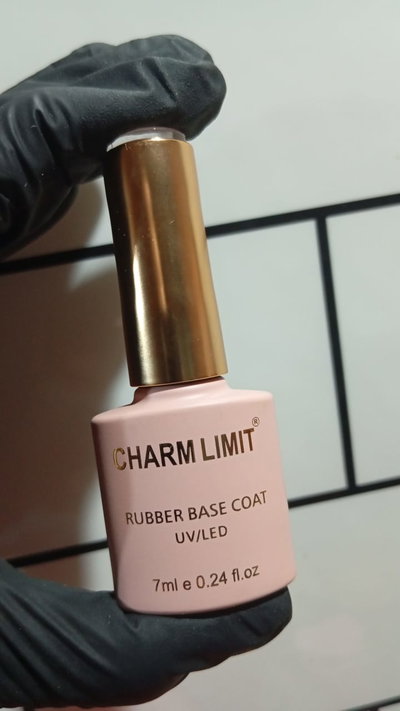 CHARM LIMIT®
RUBBER BASE COAT
UV/LED
7ml e 0.24 fl.oz